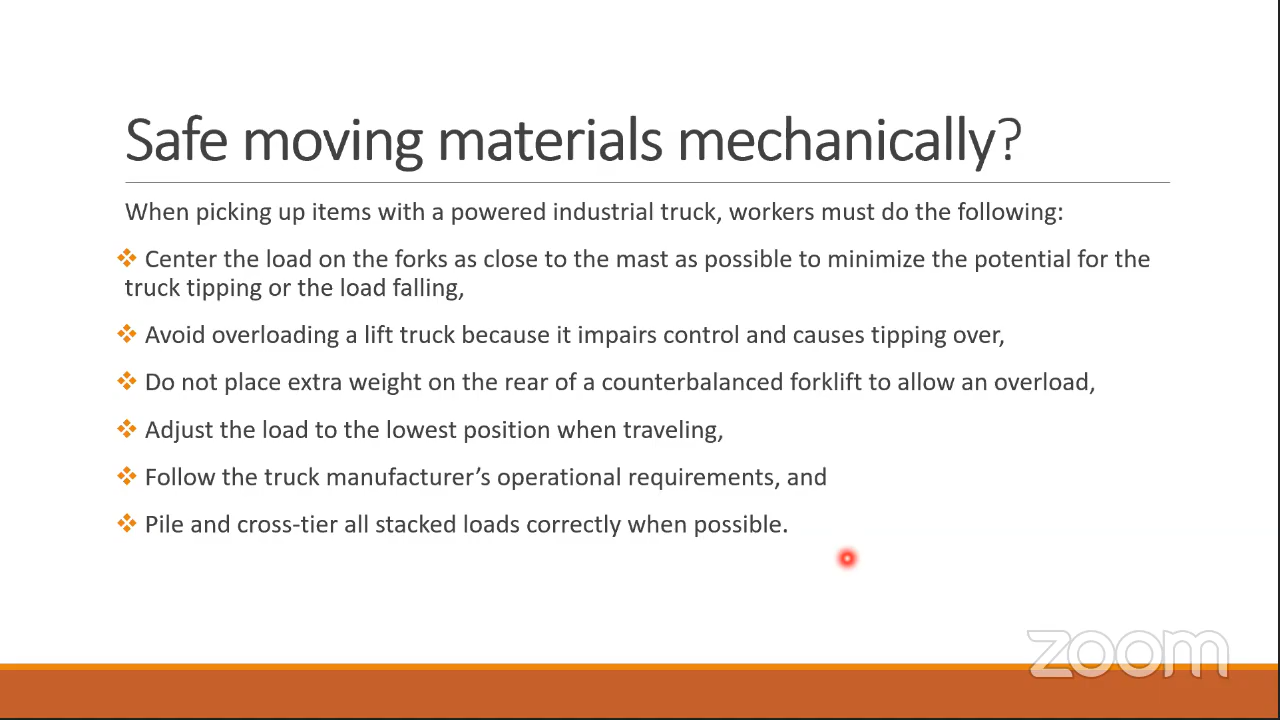 Safe moving materials mechanically?
When picking up items with a powered industrial truck, workers must do the following:
Center the load on the forks as close to the mast as possible to minimize the potential for the
truck tipping or the load falling,
Avoid overloading a lift truck because it impairs control and causes tipping over,
Do not place extra weight on the rear of a counterbalanced forklift to allow an overload,
Adjust the load to the lowest position when traveling,
Follow the truck manufacturer’s operational requirements, and
Pile and cross-tier all stacked loads correctly when possible.
zoom